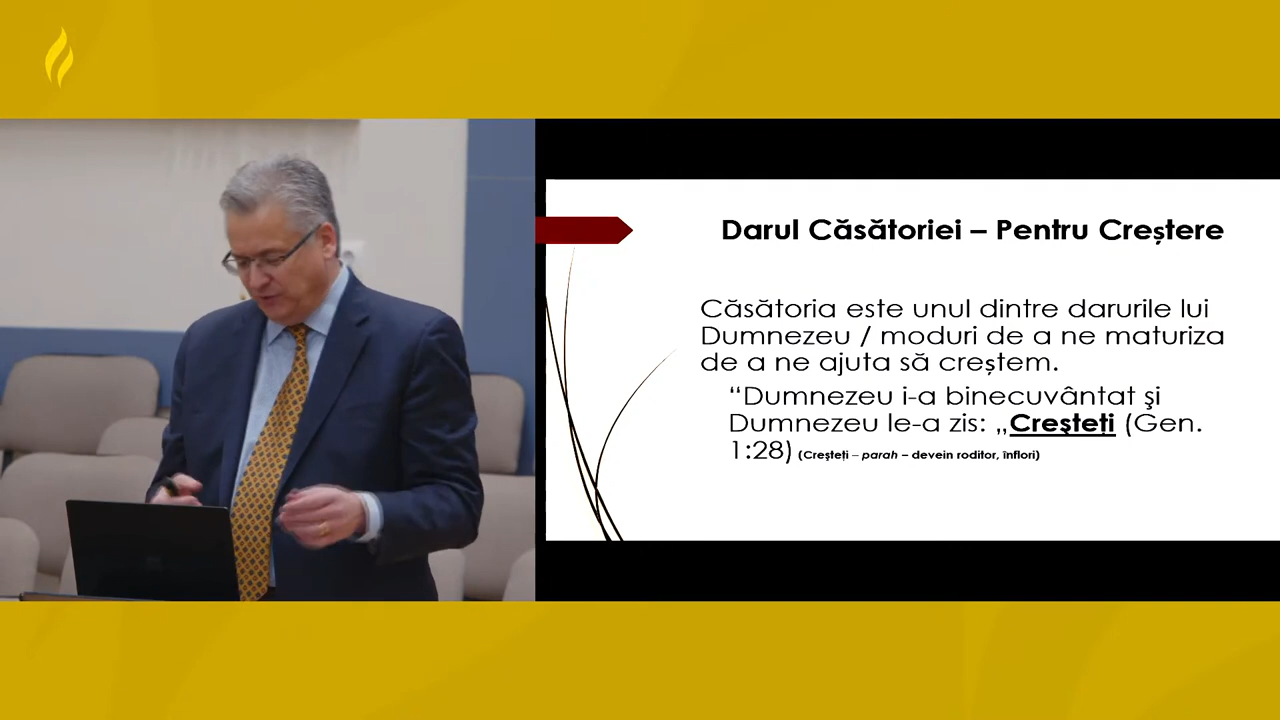 Darul Căsătoriei – Pentru Creștere
Căsătoria este unul dintre darurile lui
Dumnezeu / moduri de a ne maturiza
de a ne ajuta să creștem.
“Dumnezeu i-a binecuvântat şi
Dumnezeu le-a zis: „Creşteţi (Gen.
1:28) (Creşteţi – parah – devein roditor, înflori)